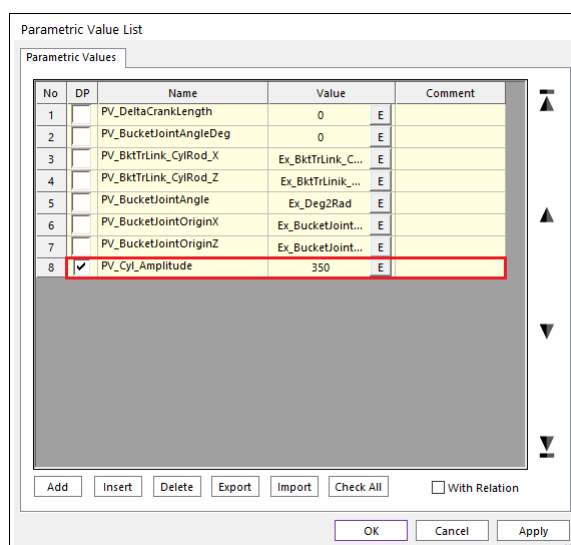 Parametric Value List
Parametric Values
No DP Name Value Comment
1 PV_DeltaCrankLength 0 E
2 PV_BucketJointAngleDeg 0 E
3 PV_BktTrLink_CylRod_X Ex_BktTrLink_C... E
4 PV_BktTrLink_CylRod_Z Ex_BktTrLinik_... E
5 PV_BucketJointAngle Ex_Deg2Rad E
6 PV_BucketJointOriginX Ex_BucketJoint... E
7 PV_BucketJointOriginZ Ex_BucketJoint... E
8 PV_Cyl_Amplitude 350 E
Add Insert Delete Export Import Check All With Relation
OK Cancel Apply